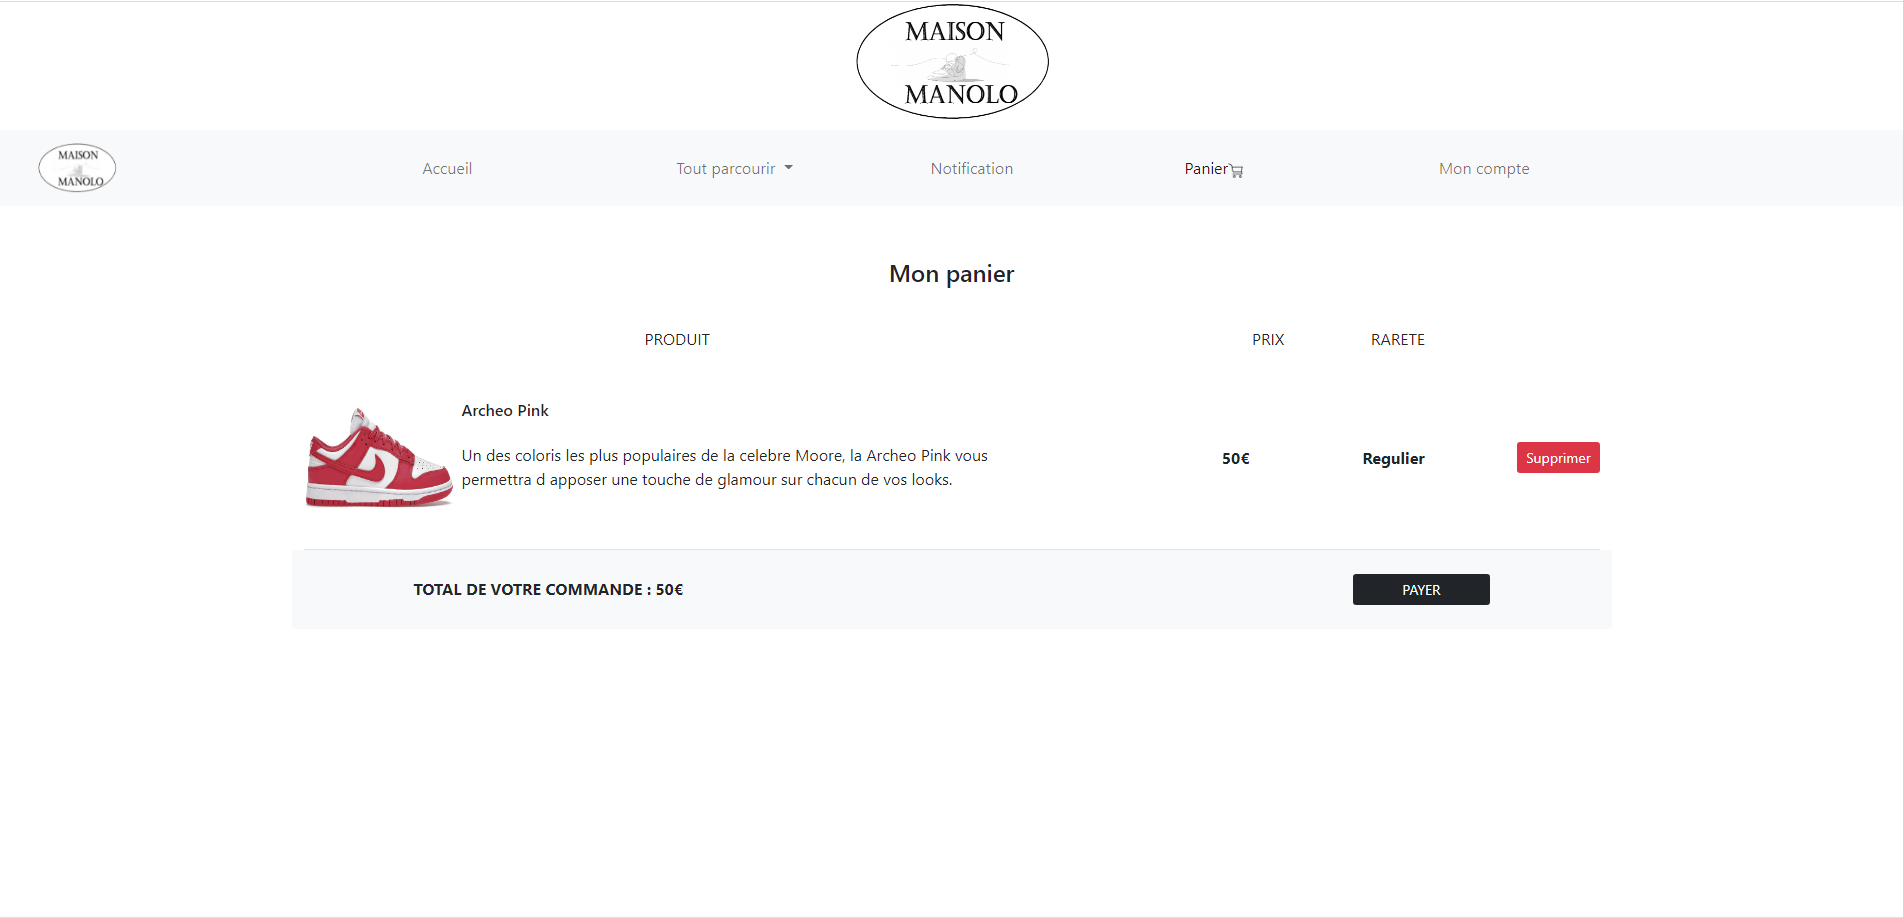 MAISON
MANOLO
MAISON
MANOLO
Accueil
Tout parcourir
Notification
Panier
Mon compte
Mon panier
PRODUIT
PRIX
RARETE
Archeo Pink
Un des coloris les plus populaires de la celebre Moore, la Archeo Pink vous
permettra d apposer une touche de glamour sur chacun de vos looks.
50€
Regulier
Supprimer
TOTAL DE VOTRE COMMANDE : 50€
PAYER